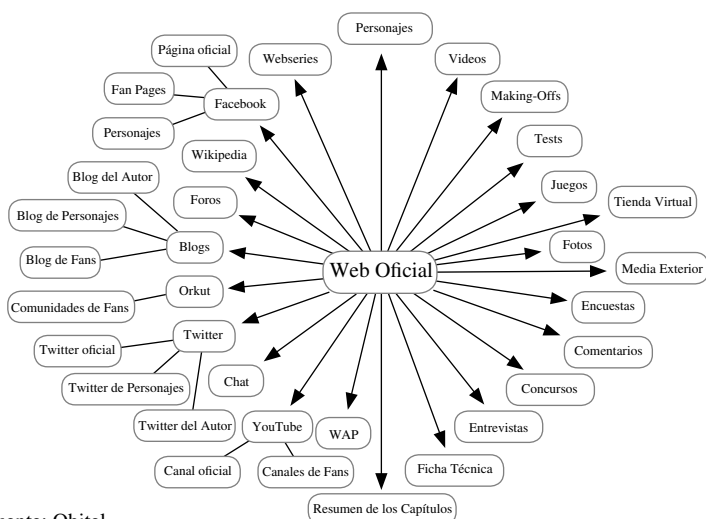 Personajes
Webseries
Videos
Página oficial
Fan Pages
Facebook
Personajes
Making-Offs
Wikipedia
Tests
Blog del Autor
Foros
Juegos
Tienda Virtual
Blog de Personajes
Blogs
Fotos
Blog de Fans
Web Oficial
Media Exterior
Orkut
Encuestas
Comunidades de Fans
Twitter
Twitter oficial
Comentarios
Twitter de Personajes
Chat
Concursos
Twitter del Autor
YouTube
WAP
Entrevistas
Canal oficial
Canales de Fans
Ficha Técnica
Resumen de los Capítulos